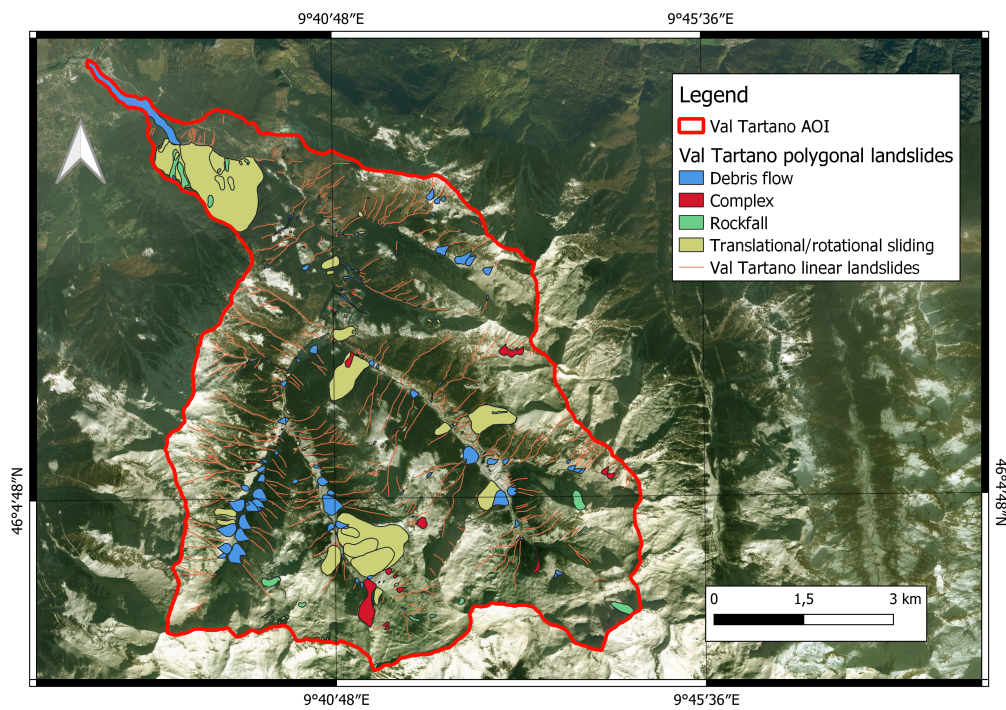 9°40'48"E
9°45'36"E
Legend
Val Tartano AOI
Val Tartano polygonal landslides
Debris flow
Complex
Rockfall
Translational/rotational sliding
Val Tartano linear landslides
46°4'48"N
46°4'48"N
0 1,5 3 km
9°40'48"E
9°45'36"E